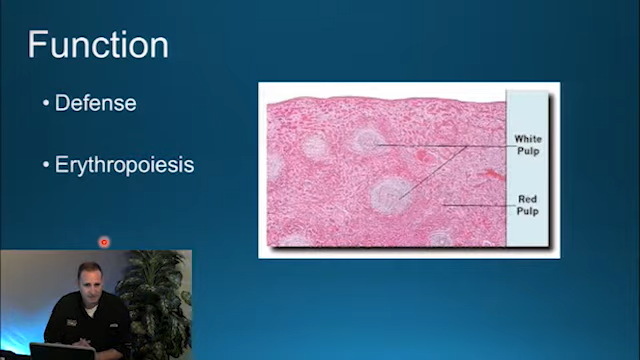 Function
• Defense
• Erythropoiesis
White
Pulp
Red
Pulp